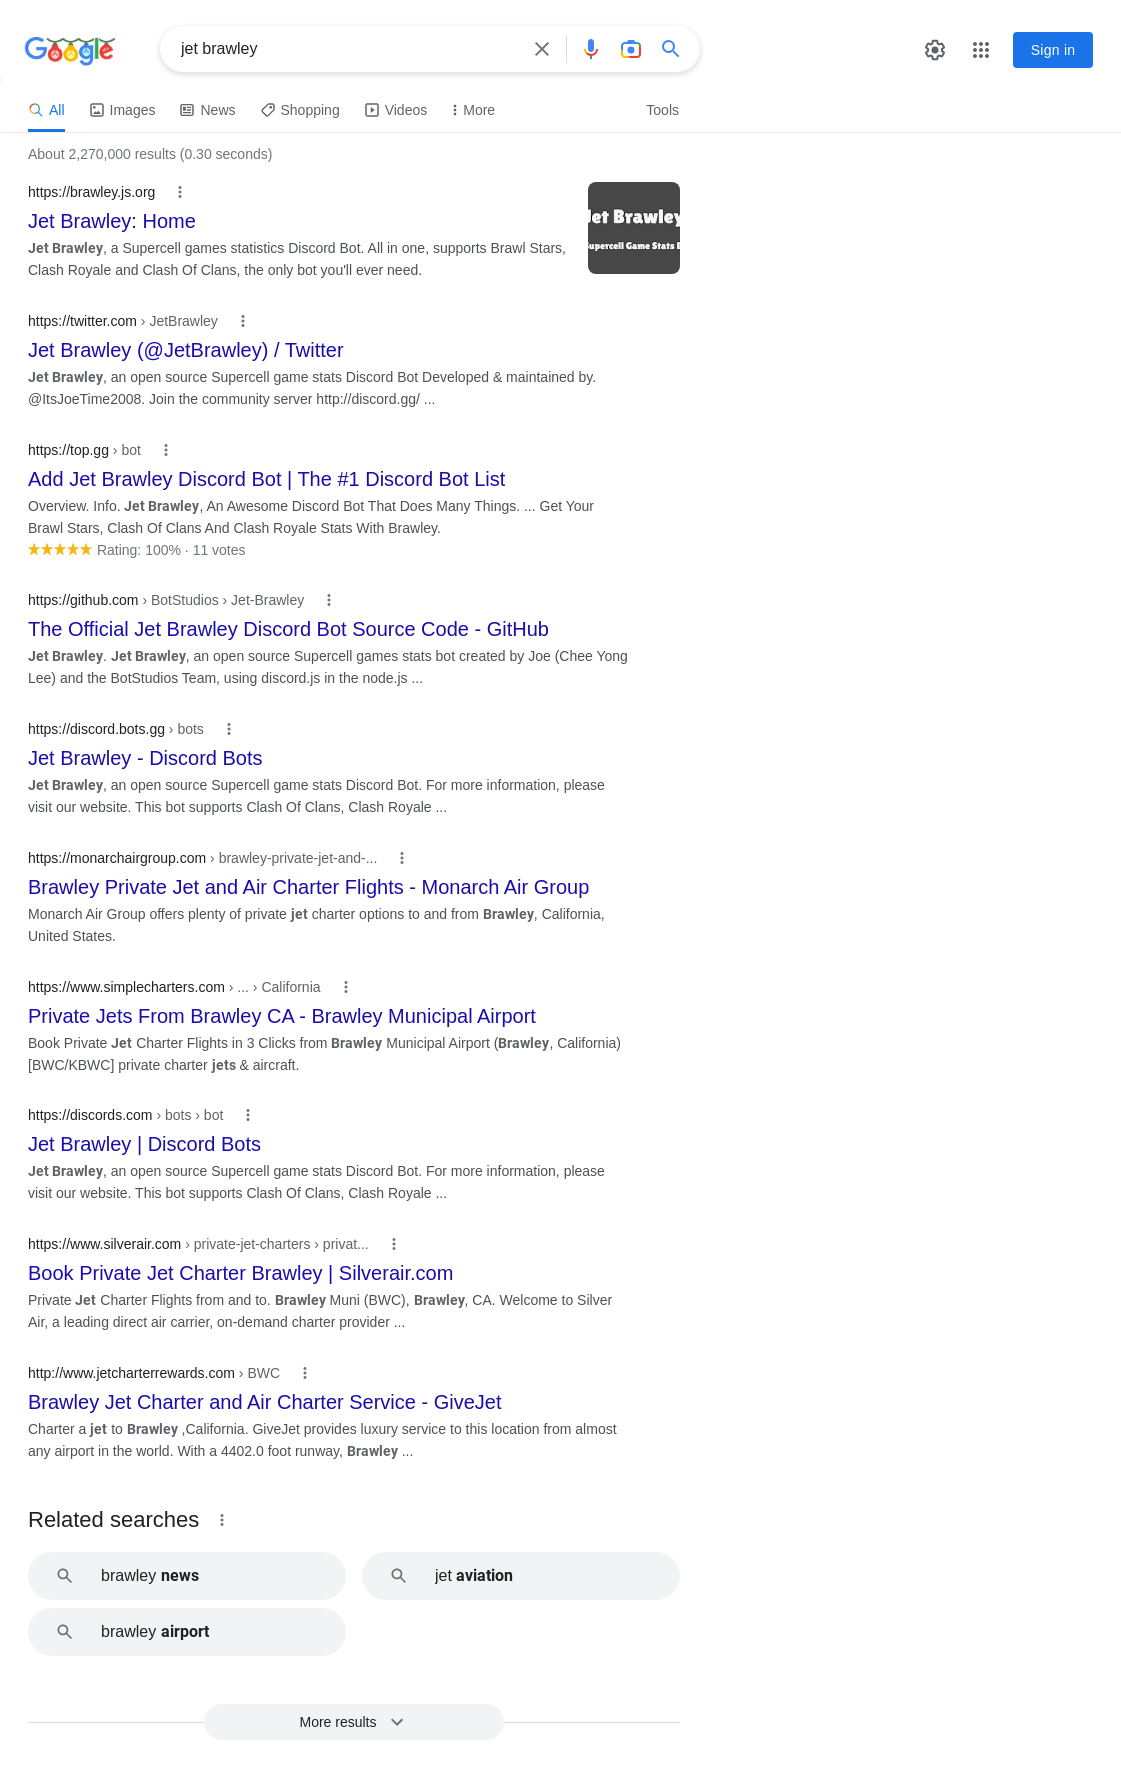 Google
jet brawley
Sign in
All Images News Shopping Videos More Tools
About 2,270,000 results (0.30 seconds)
https://brawley.js.org
Jet Brawley: Home
Jet Brawley, a Supercell games statistics Discord Bot. All in one, supports Brawl Stars,
Clash Royale and Clash Of Clans, the only bot you'll ever need.
Jet Brawley
Supercell Game Stats
https://twitter.com › JetBrawley
Jet Brawley (@JetBrawley) / Twitter
Jet Brawley, an open source Supercell game stats Discord Bot Developed & maintained by.
@ItsJoeTime2008. Join the community server http://discord.gg/ ...
https://top.gg › bot
Add Jet Brawley Discord Bot | The #1 Discord Bot List
Overview. Info. Jet Brawley, An Awesome Discord Bot That Does Many Things. ... Get Your
Brawl Stars, Clash Of Clans And Clash Royale Stats With Brawley.
Rating: 100% · 11 votes
https://github.com › BotStudios › Jet-Brawley
The Official Jet Brawley Discord Bot Source Code - GitHub
Jet Brawley. Jet Brawley, an open source Supercell games stats bot created by Joe (Chee Yong
Lee) and the BotStudios Team, using discord.js in the node.js ...
https://discord.bots.gg › bots
Jet Brawley - Discord Bots
Jet Brawley, an open source Supercell game stats Discord Bot. For more information, please
visit our website. This bot supports Clash Of Clans, Clash Royale ...
https://monarchairgroup.com › brawley-private-jet-and-...
Brawley Private Jet and Air Charter Flights - Monarch Air Group
Monarch Air Group offers plenty of private jet charter options to and from Brawley, California,
United States.
https://www.simplecharters.com › ... › California
Private Jets From Brawley CA - Brawley Municipal Airport
Book Private Jet Charter Flights in 3 Clicks from Brawley Municipal Airport (Brawley, California)
[BWC/KBWC] private charter jets & aircraft.
https://discords.com › bots › bot
Jet Brawley | Discord Bots
Jet Brawley, an open source Supercell game stats Discord Bot. For more information, please
visit our website. This bot supports Clash Of Clans, Clash Royale ...
https://www.silverair.com › private-jet-charters › privat...
Book Private Jet Charter Brawley | Silverair.com
Private Jet Charter Flights from and to. Brawley Muni (BWC), Brawley, CA. Welcome to Silver
Air, a leading direct air carrier, on-demand charter provider ...
http://www.jetcharterrewards.com › BWC
Brawley Jet Charter and Air Charter Service - GiveJet
Charter a jet to Brawley ,California. GiveJet provides luxury service to this location from almost
any airport in the world. With a 4402.0 foot runway, Brawley ...
Related searches
brawley news
jet aviation
brawley airport
More results